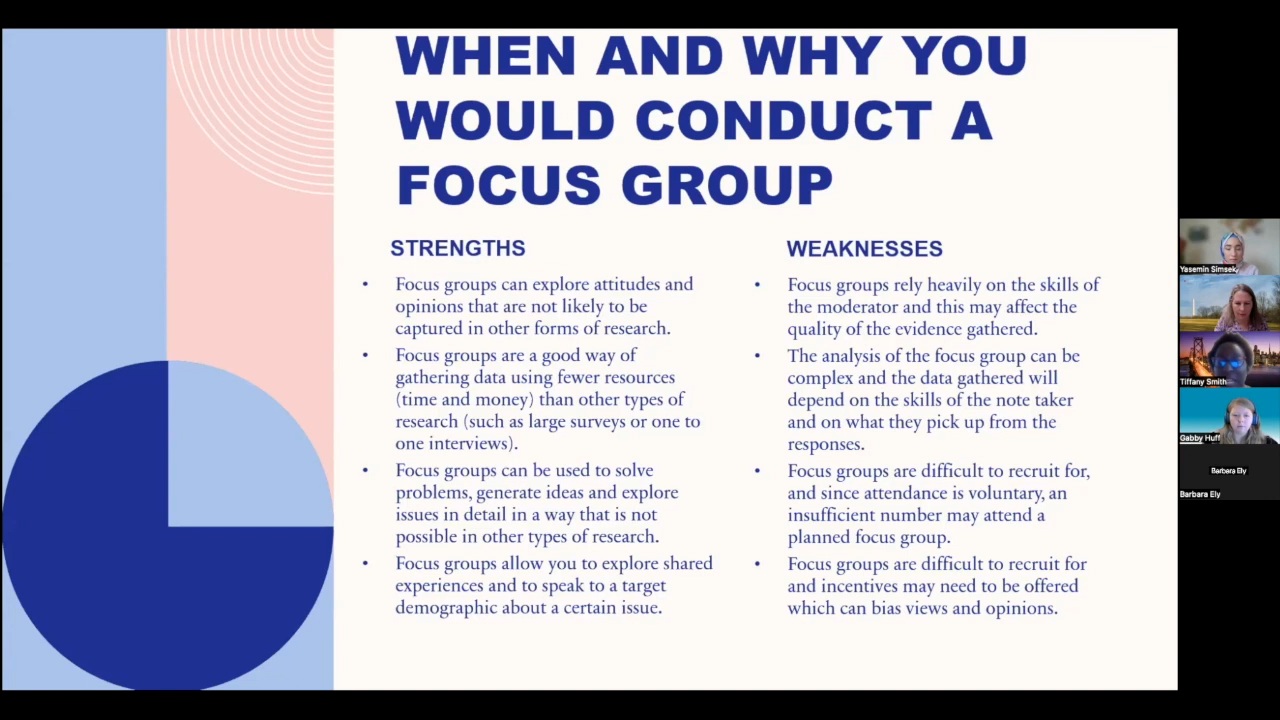 WHEN AND WHY YOU
WOULD CONDUCT A
FOCUS GROUP
STRENGTHS
• Focus groups can explore attitudes and
opinions that are not likely to be
captured in other forms of research.
• Focus groups are a good way of
gathering data using fewer resources
(time and money) than other types of
research (such as large surveys or one to
one interviews).
• Focus groups can be used to solve
problems, generate ideas and explore
issues in detail in a way that is not
possible in other types of research.
• Focus groups allow you to explore shared
experiences and to speak to a target
demographic about a certain issue.
WEAKNESSES
• Focus groups rely heavily on the skills of
the moderator and this may affect the
quality of the evidence gathered.
• The analysis of the focus group can be
complex and the data gathered will
depend on the skills of the note taker
and on what they pick up from the
responses.
• Focus groups are difficult to recruit for,
and since attendance is voluntary, an
insufficient number may attend a
planned focus group.
• Focus groups are difficult to recruit for
and incentives may need to be offered
which can bias views and opinions.
Yasemin Simsek
Tiffany Smith
Gabby Huff
Barbara Ely
Barbara Ely